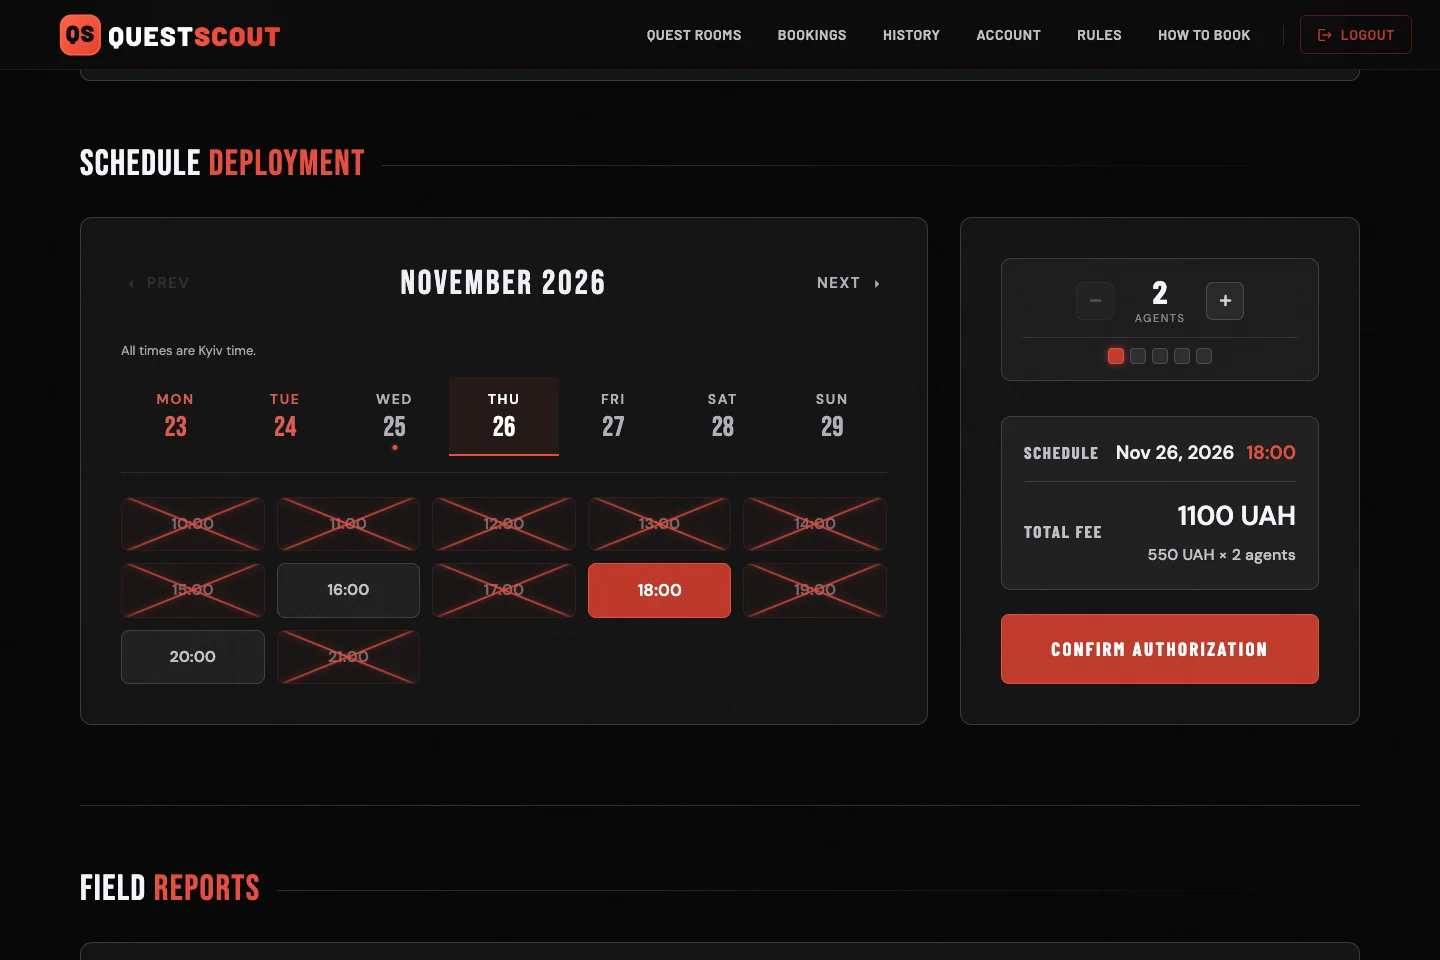 QS QUESTSCOUT
QUEST ROOMS BOOKINGS HISTORY ACCOUNT RULES HOW TO BOOK LOGOUT
SCHEDULE DEPLOYMENT
PREV NOVEMBER 2026 NEXT
All times are Kyiv time.
MON TUE WED THU FRI SAT SUN
23 24 25 26 27 28 29
10:00 11:00 12:00 13:00 14:00
15:00 16:00 17:00 18:00 19:00
20:00 21:00
− 2 +
AGENTS
SCHEDULE Nov 26, 2026 18:00
TOTAL FEE 1100 UAH
550 UAH × 2 agents
CONFIRM AUTHORIZATION
FIELD REPORTS